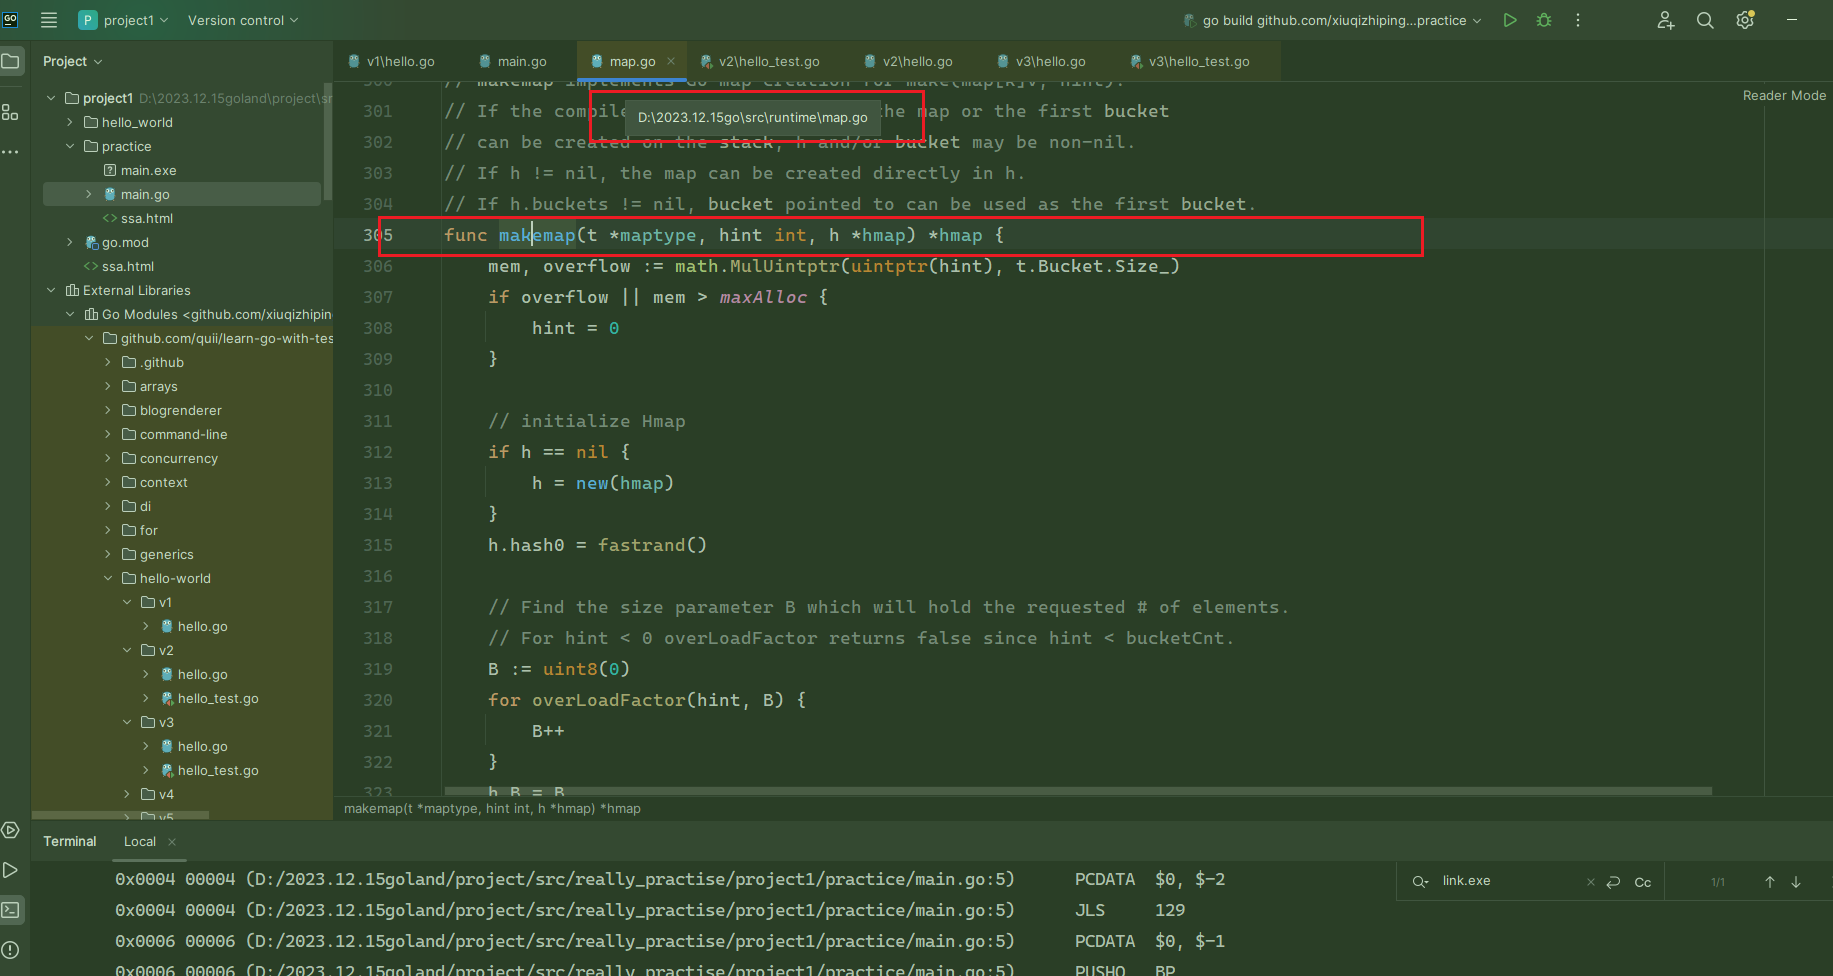 GO
P project1
Version control
go build github.com/xiuqizhiping...practice
Project
v1\hello.go
main.go
map.go
v2\hello_test.go
v2\hello.go
v3\hello.go
v3\hello_test.go
Reader Mode
project1 D:\2023.12.15goland\project\sr
hello_world
practice
main.exe
main.go
ssa.html
go.mod
ssa.html
External Libraries
Go Modules <github.com/xiuqizhipin
github.com/quii/learn-go-with-tes
.github
arrays
blogrenderer
command-line
concurrency
context
di
for
generics
hello-world
v1
hello.go
v2
hello.go
hello_test.go
v3
hello.go
hello_test.go
v4
v5
300 // makemap implements Go map creation for make(map[k]v, hint).
301 // If the compile
D:\2023.12.15go\src\runtime\map.go
the map or the first bucket
302 // can be created on the stack, h and/or bucket may be non-nil.
303 // If h != nil, the map can be created directly in h.
304 // If h.buckets != nil, bucket pointed to can be used as the first bucket.
305 func makemap(t *maptype, hint int, h *hmap) *hmap {
306 mem, overflow := math.MulUintptr(uintptr(hint), t.Bucket.Size_)
307 if overflow || mem > maxAlloc {
308 hint = 0
309 }
310
311 // initialize Hmap
312 if h == nil {
313 h = new(hmap)
314 }
315 h.hash0 = fastrand()
316
317 // Find the size parameter B which will hold the requested # of elements.
318 // For hint < 0 overLoadFactor returns false since hint < bucketCnt.
319 B := uint8(0)
320 for overLoadFactor(hint, B) {
321 B++
322 }
323 h.B = B
makemap(t *maptype, hint int, h *hmap) *hmap
Terminal
Local
link.exe
Cc
1/1
0x0004 00004 (D:/2023.12.15goland/project/src/really_practise/project1/practice/main.go:5) PCDATA $0, $-2
0x0004 00004 (D:/2023.12.15goland/project/src/really_practise/project1/practice/main.go:5) JLS 129
0x0006 00006 (D:/2023.12.15goland/project/src/really_practise/project1/practice/main.go:5) PCDATA $0, $-1
0x0006 00006 (D:/2023.12.15goland/project/src/really_practise/project1/practice/main.go:5) PUSHQ BP